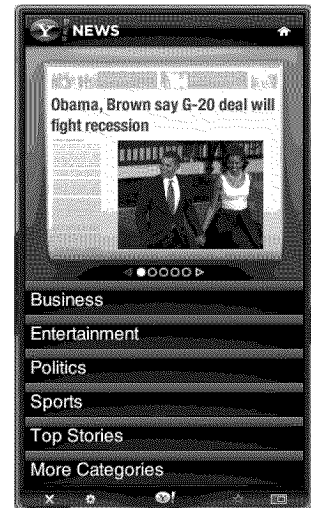 Y! NEWS
Obama, Brown say G-20 deal will
fight recession
Business
Entertainment
Politics
Sports
Top Stories
More Categories
Y!